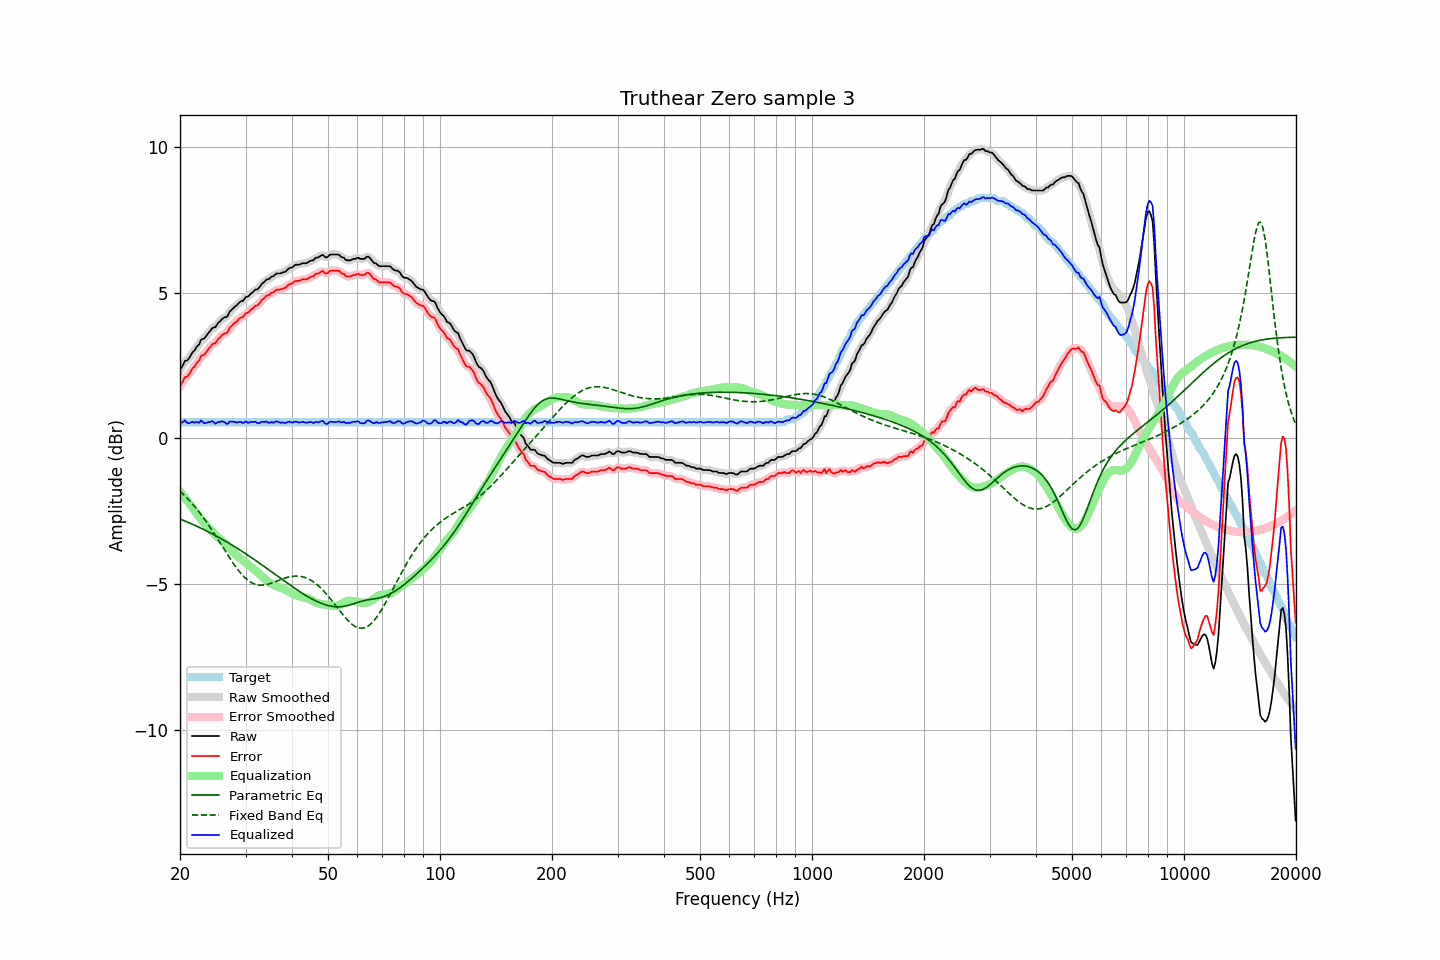 Truthear Zero sample 3
Amplitude (dBr)
10
5
0
−5
−10
Target
Raw Smoothed
Error Smoothed
Raw
Error
Equalization
Parametric Eq
Fixed Band Eq
Equalized
20 50 100 200 500 1000 2000 5000 10000 20000
Frequency (Hz)